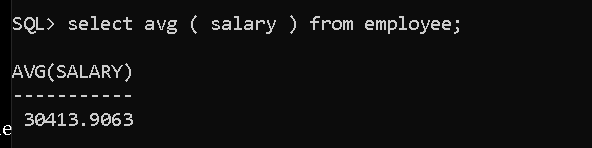 SQL> select avg ( salary ) from employee;
AVG(SALARY)
-----------
30413.9063